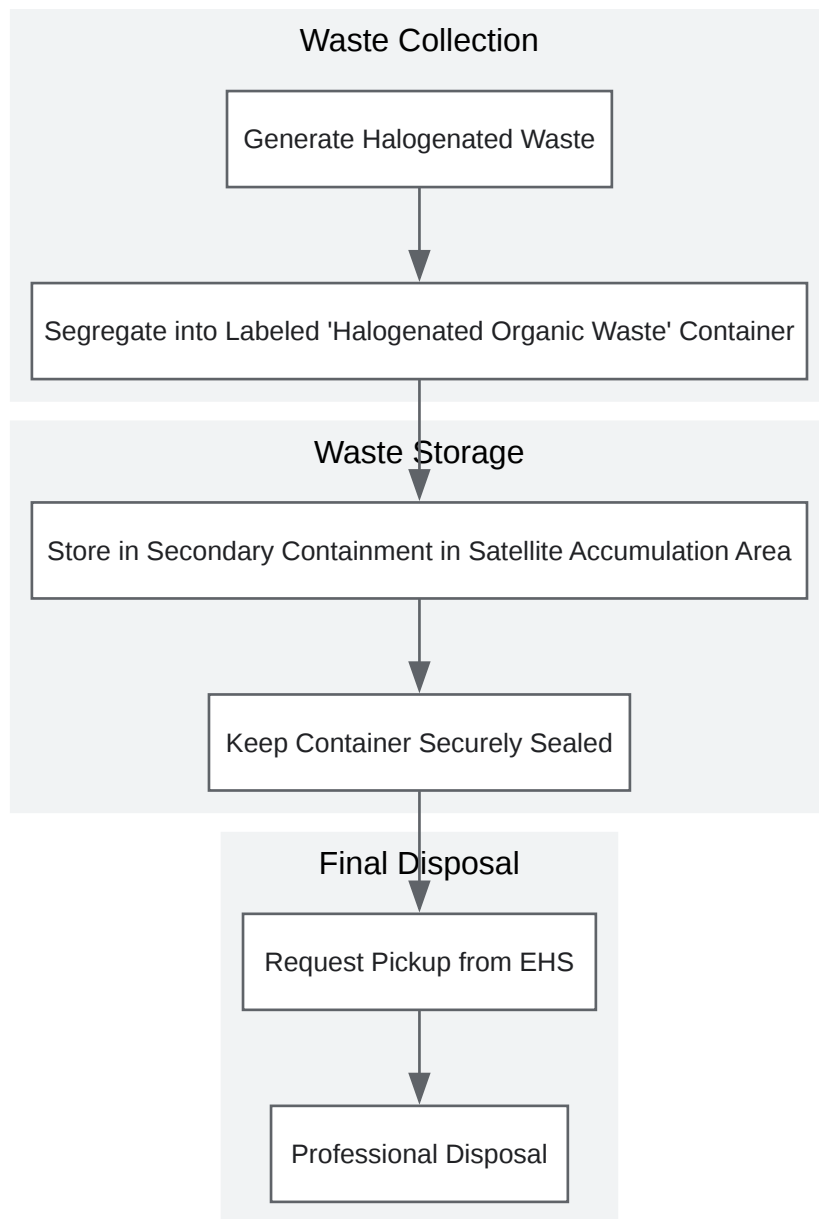 Waste Collection
Generate Halogenated Waste
Segregate into Labeled 'Halogenated Organic Waste' Container
Waste Storage
Store in Secondary Containment in Satellite Accumulation Area
Keep Container Securely Sealed
Final Disposal
Request Pickup from EHS
Professional Disposal